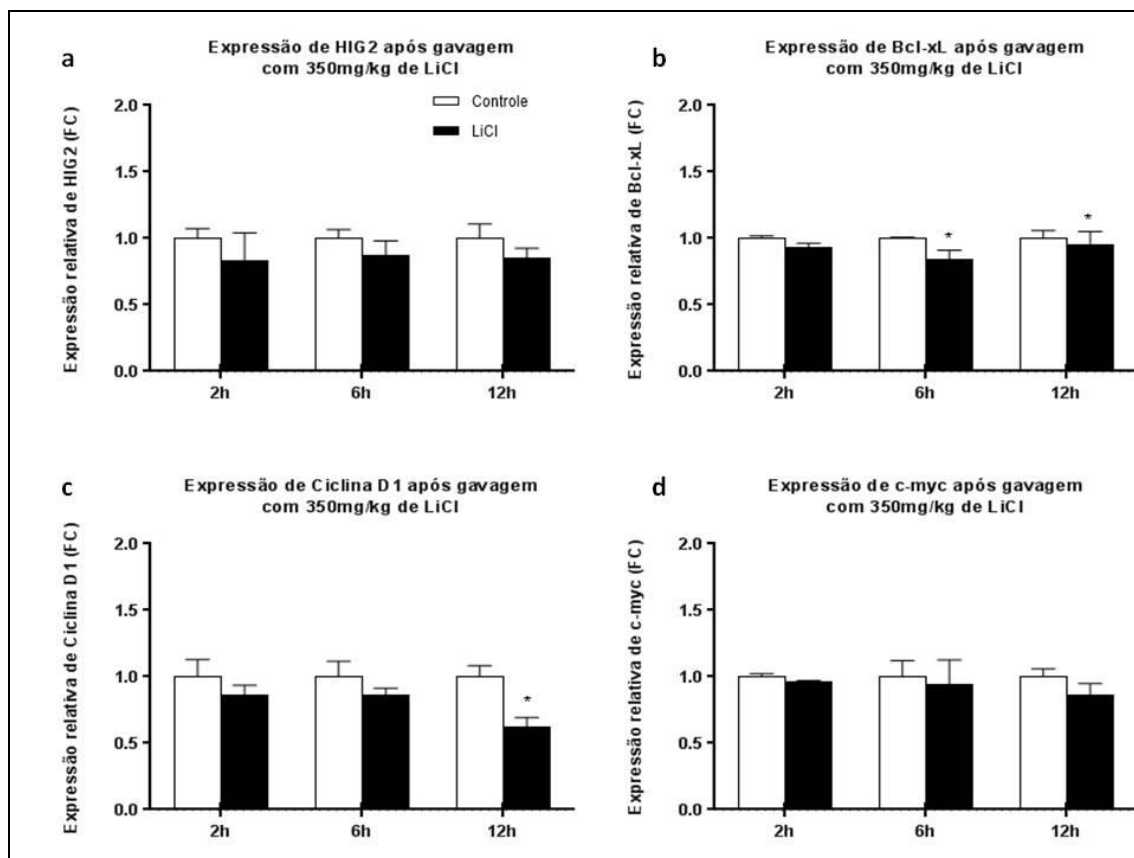 a
Expressão de HIG2 após gavagem
com 350mg/kg de LiCl
Controle
LiCl
Expressão relativa de HIG2 (FC)
2.0
1.5
1.0
0.5
0.0
2h 6h 12h
b
Expressão de Bcl-xL após gavagem
com 350mg/kg de LiCl
Expressão relativa de Bcl-xL (FC)
2.0
1.5
1.0
0.5
0.0
* *
2h 6h 12h
c
Expressão de Ciclina D1 após gavagem
com 350mg/kg de LiCl
Expressão relativa de Ciclina D1 (FC)
2.0
1.5
1.0
0.5
0.0
*
2h 6h 12h
d
Expressão de c-myc após gavagem
com 350mg/kg de LiCl
Expressão relativa de c-myc (FC)
2.0
1.5
1.0
0.5
0.0
2h 6h 12h